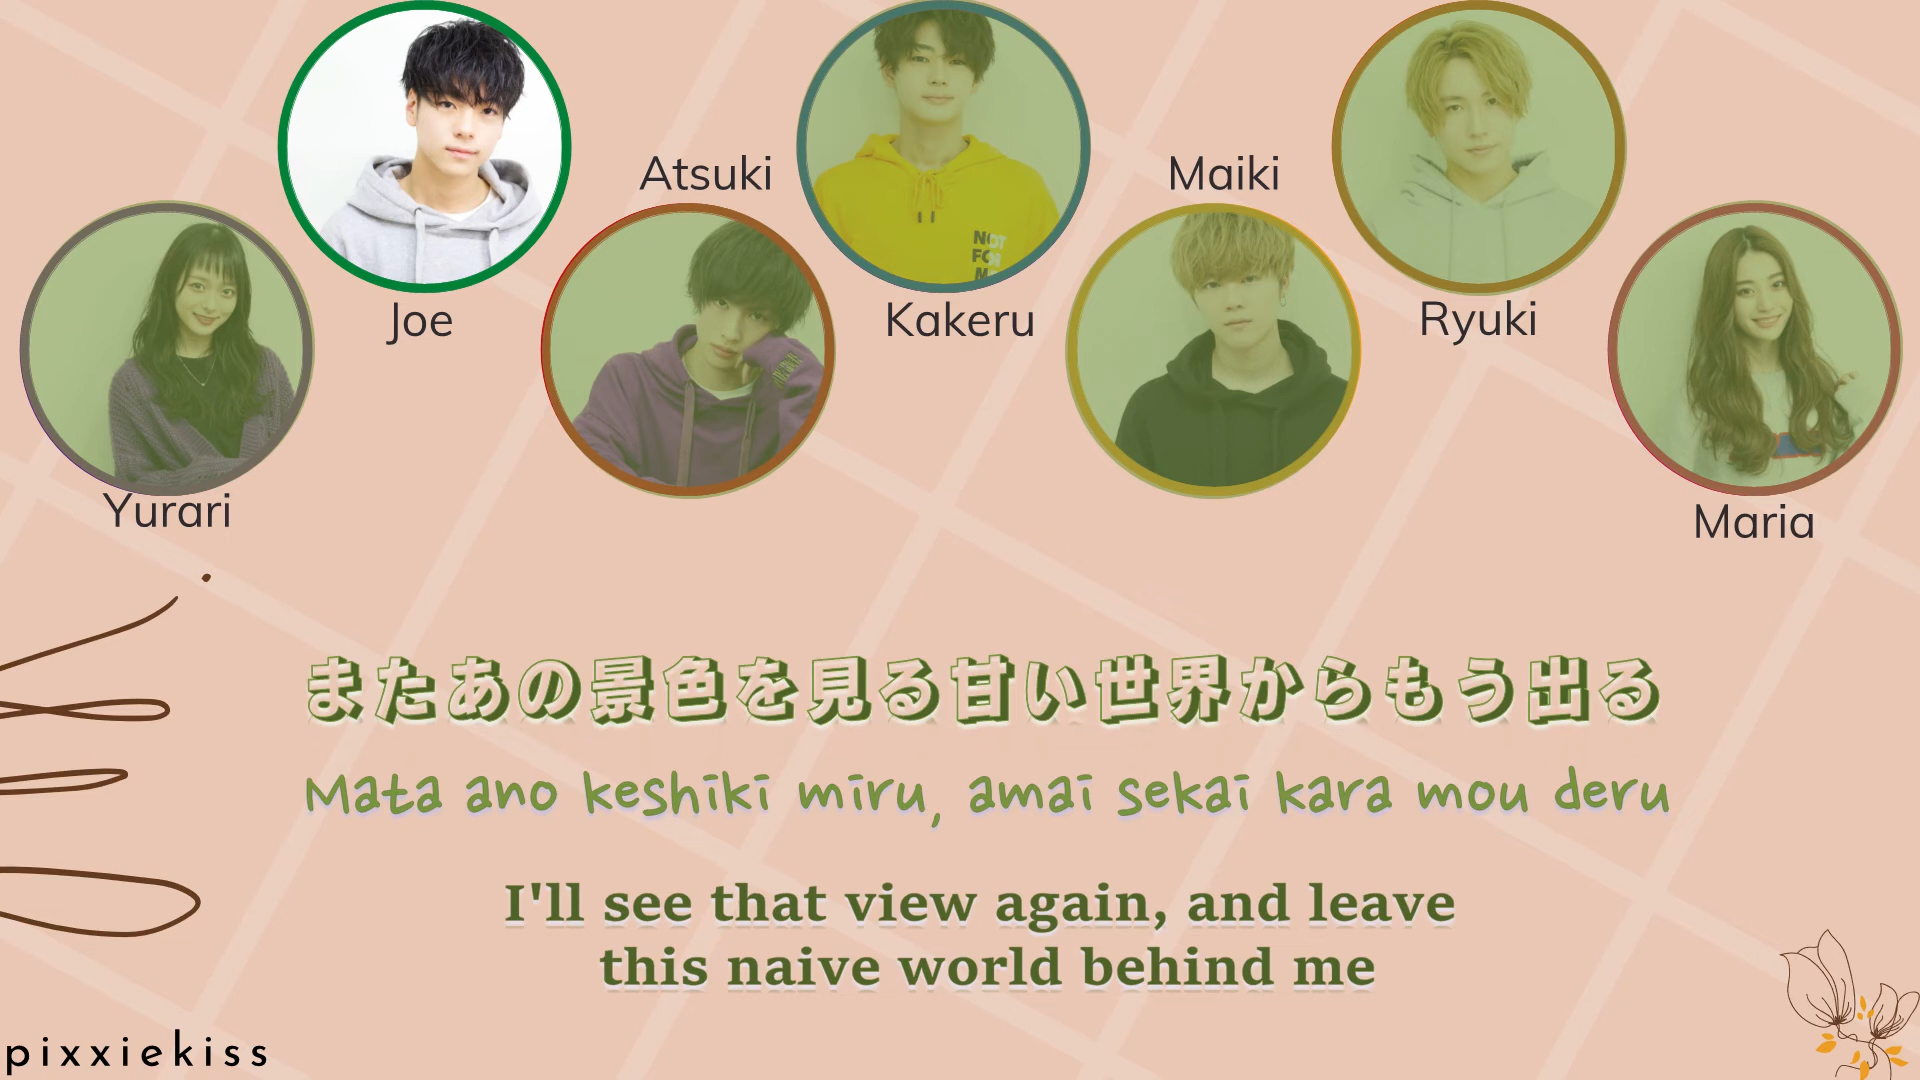 Atsuki
Maiki
Joe
Kakeru
Ryuki
NOT
FO
M
Yurari
Maria
またあの景色を見る甘い世界からもう出る
Mata ano keshiki miru, amai sekai kara mou deru
I'll see that view again, and leave
this naive world behind me
pixxiekiss